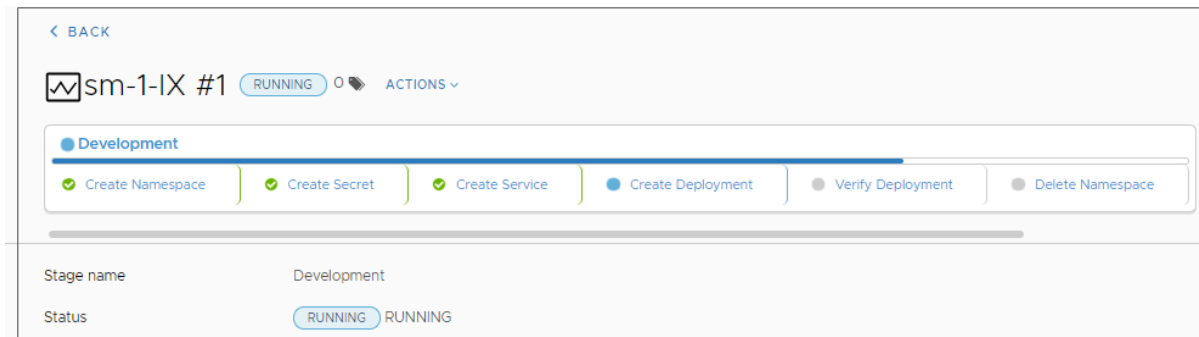 BACK
sm-1-IX #1 RUNNING 0 ACTIONS
Development
Create Namespace Create Secret Create Service Create Deployment Verify Deployment Delete Namespace
Stage name Development
Status RUNNING RUNNING